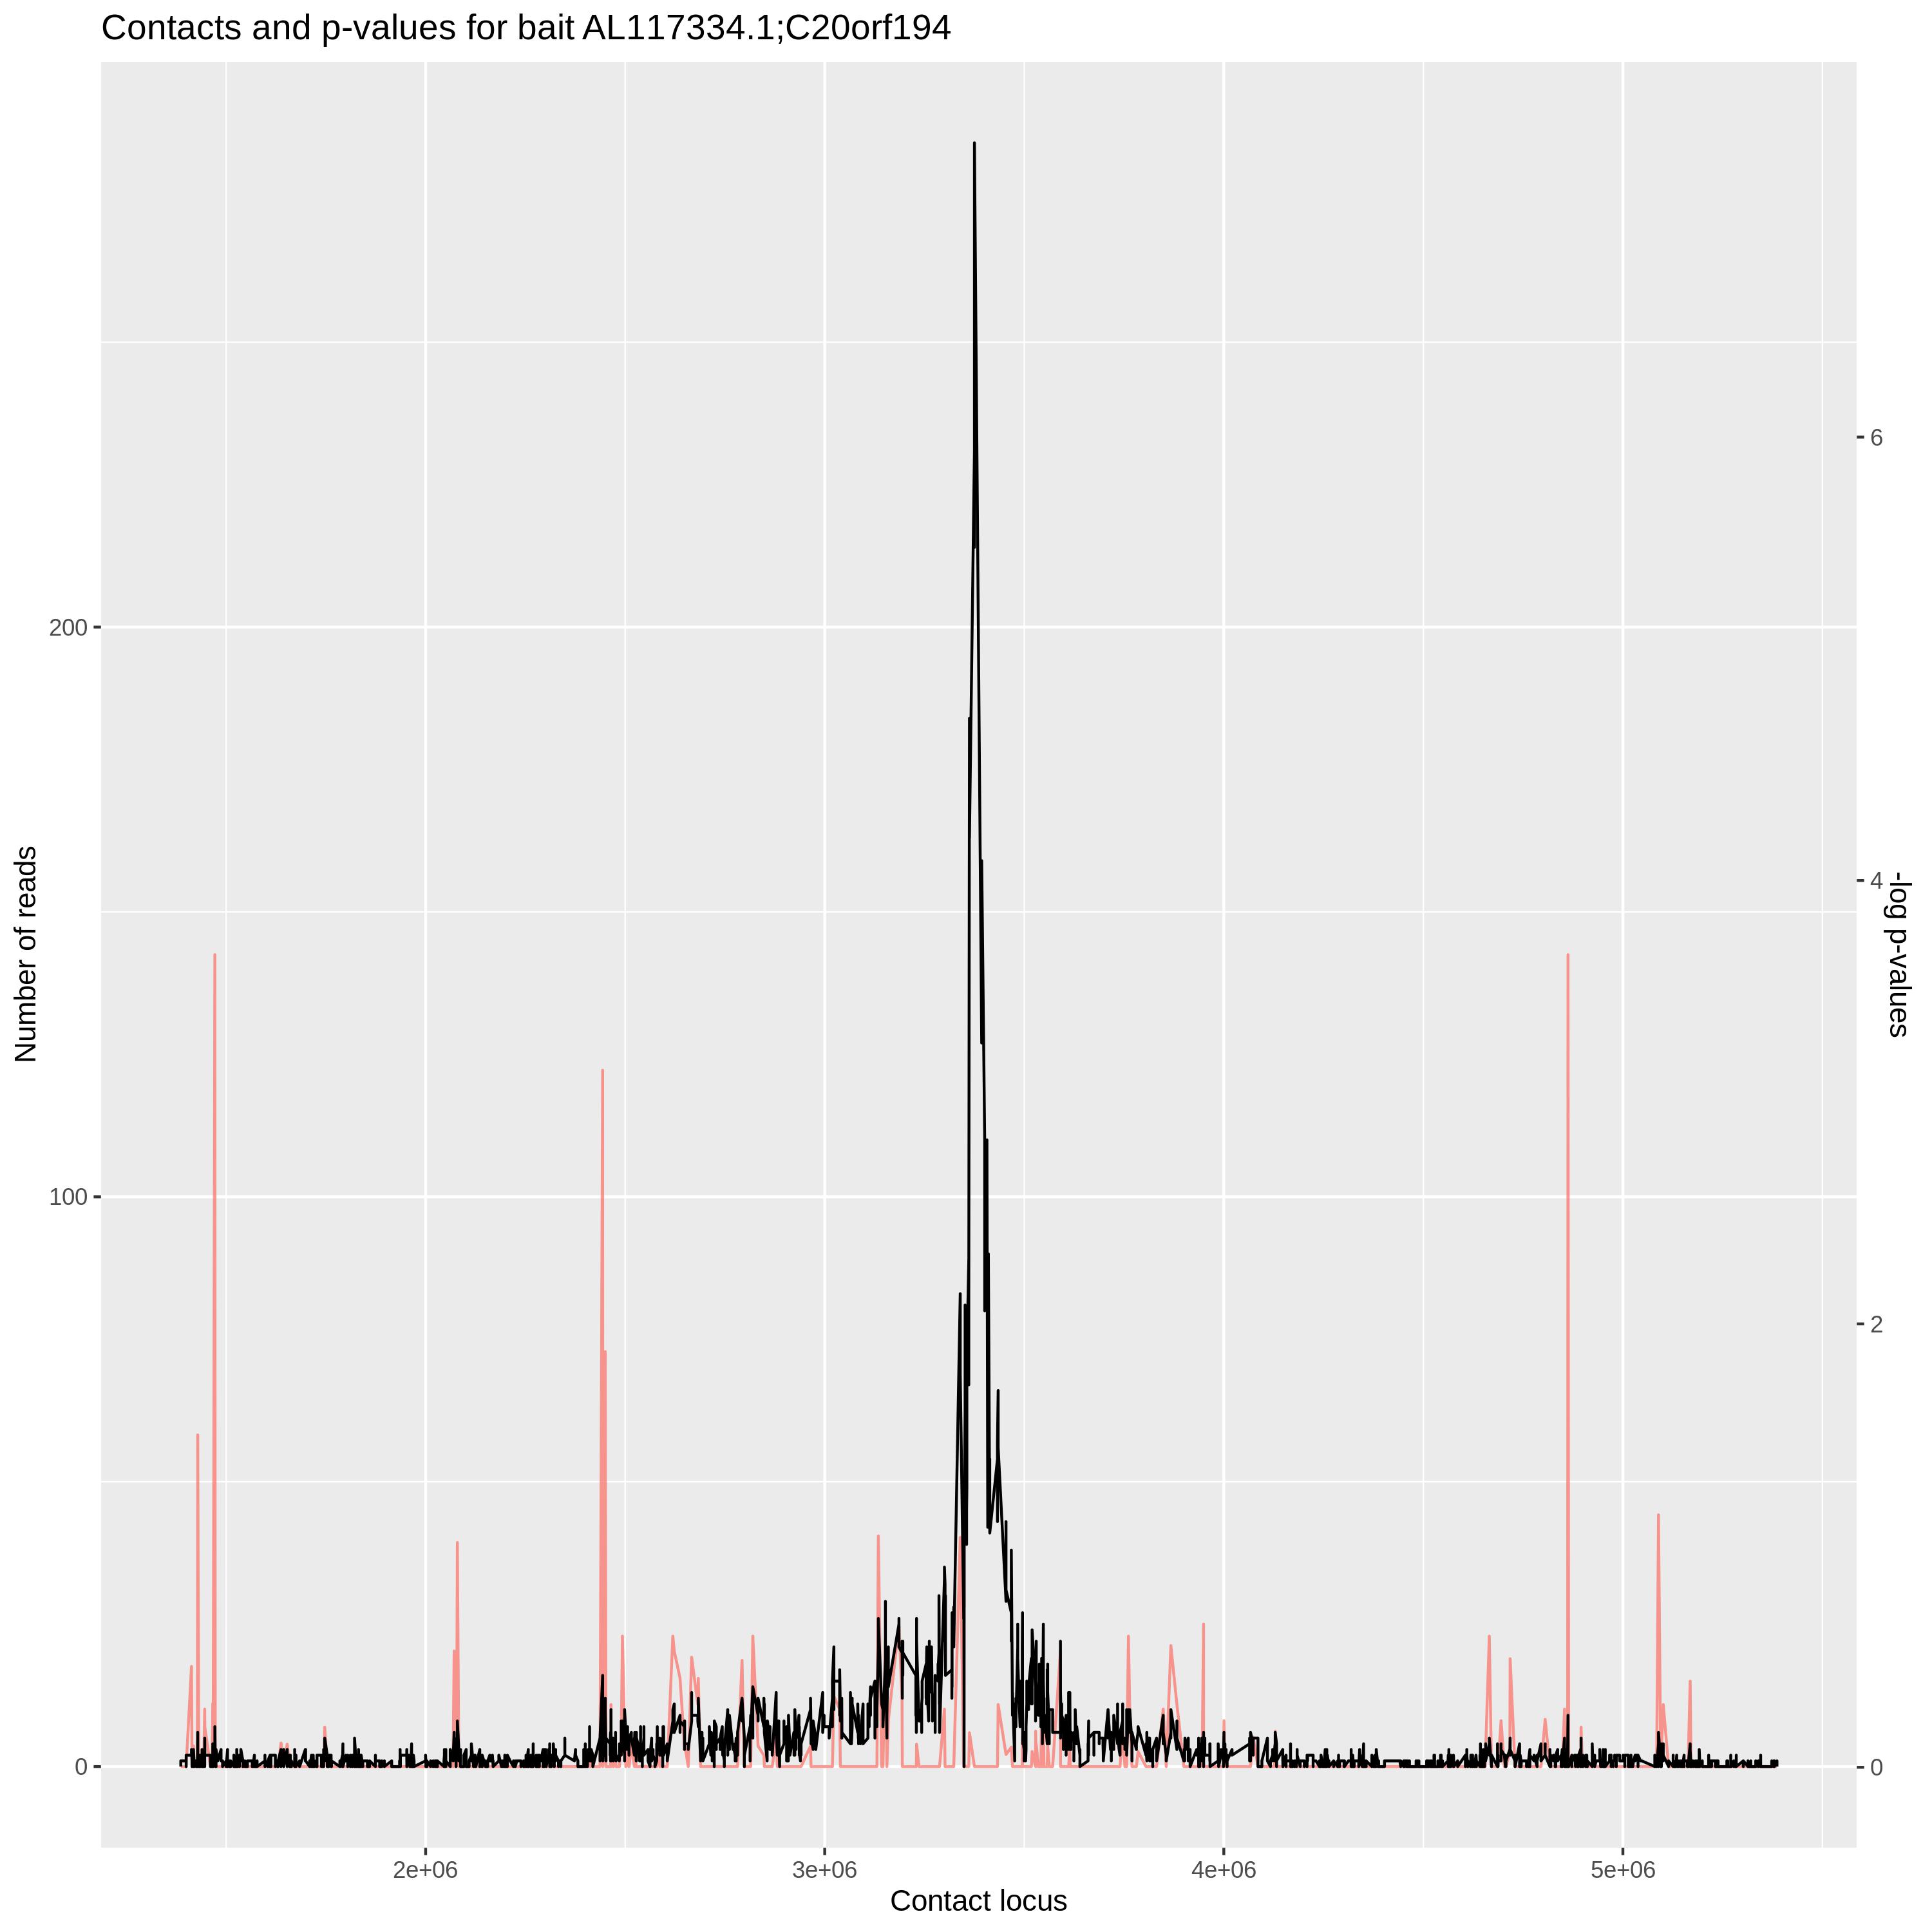 Contacts and p-values for bait AL117334.1;C20orf194
Number of reads
200
100
0
6
4
2
0
-log p-values
2e+06
3e+06
4e+06
5e+06
Contact locus